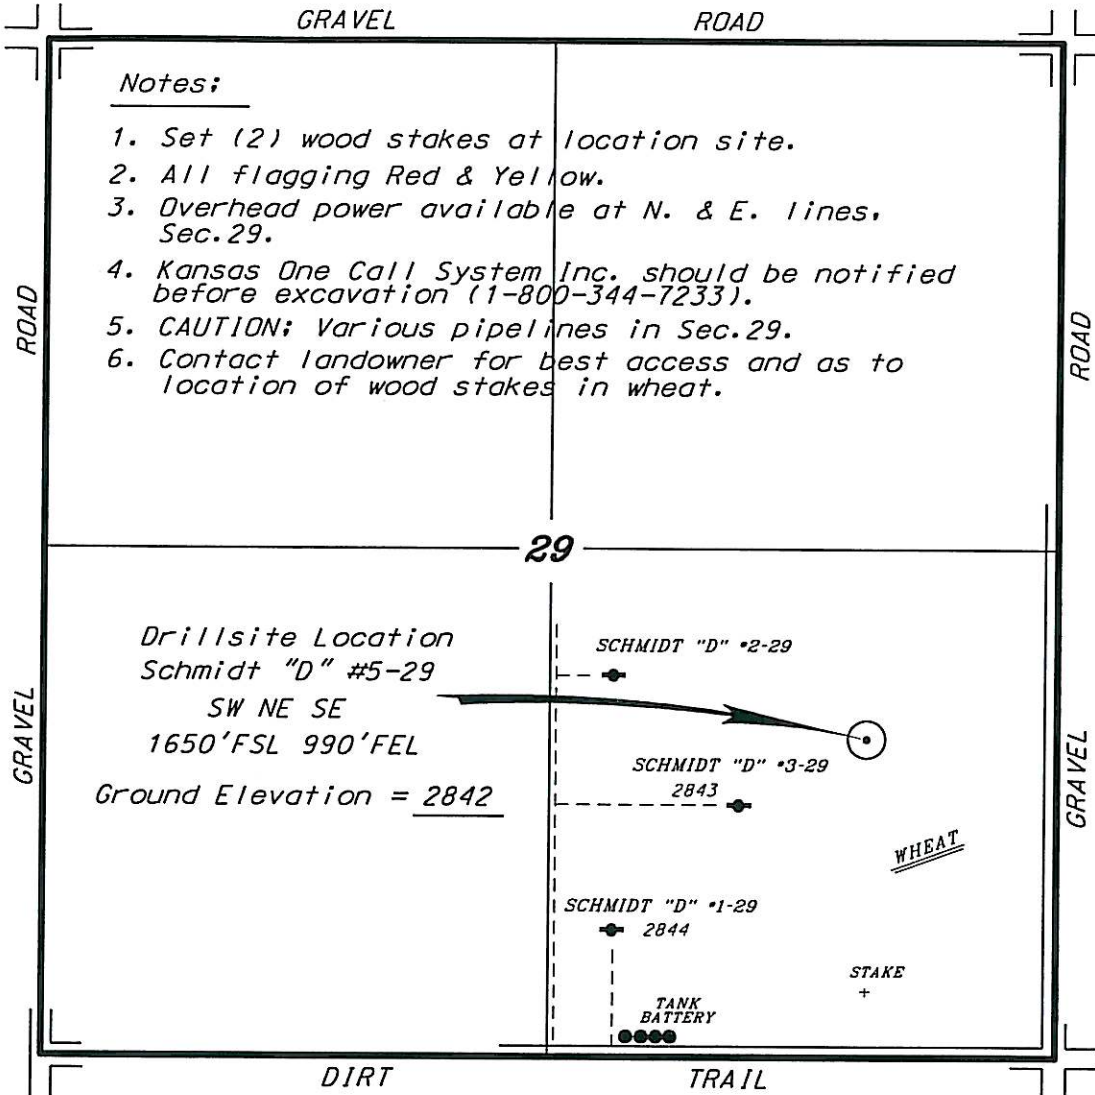 GRAVEL ROAD
Notes:
1. Set (2) wood stakes at location site.
2. All flagging Red & Yellow.
3. Overhead power available at N. & E. lines,
Sec.29.
4. Kansas One Call System Inc. should be notified
before excavation (1-800-344-7233).
5. CAUTION: Various pipelines in Sec.29.
6. Contact landowner for best access and as to
location of wood stakes in wheat.
ROAD
ROAD
29
Drillsite Location
Schmidt "D" #5-29
SW NE SE
1650'FSL 990'FEL
Ground Elevation = 2842
SCHMIDT "D" #2-29
SCHMIDT "D" #3-29
2843
GRAVEL
GRAVEL
WHEAT
SCHMIDT "D" #1-29
2844
STAKE
TANK
BATTERY
DIRT TRAIL